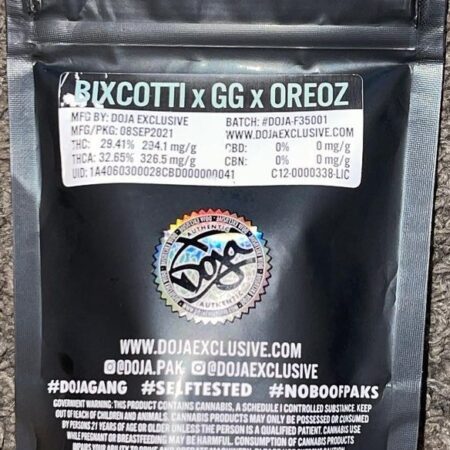 BIXCOTTI x GG x OREOZ
MFG BY: DOJA EXCLUSIVE BATCH: #DOJA-F35001
MFG/PKG: 08SEP2021 WWW.DOJAEXCLUSIVE.COM
THC: 29.41% 294.1 mg/g CBD: 0% 0 mg/g
THCA: 32.65% 326.5 mg/g CBN: 0% 0 mg/g
UID: 1A4060300028CBD000000041 C12-0000338-LIC
AUTHENTIC
Doja
AUTHENTIC
WWW.DOJAEXCLUSIVE.COM
@DOJA.PAK @DOJAEXCLUSIVE
#DOJAGANG #SELFTESTED #NOBOOFPAKS
GOVERNMENT WARNING: THIS PRODUCT CONTAINS CANNABIS, A SCHEDULE I CONTROLLED SUBSTANCE. KEEP
OUT OF REACH OF CHILDREN AND ANIMALS. CANNABIS PRODUCTS MAY ONLY BE POSSESSED OR CONSUMED
BY PERSONS 21 YEARS OF AGE OR OLDER UNLESS THE PERSON IS A QUALIFIED PATIENT. CANNABIS USE
WHILE PREGNANT OR BREASTFEEDING MAY BE HARMFUL. CONSUMPTION OF CANNABIS PRODUCTS